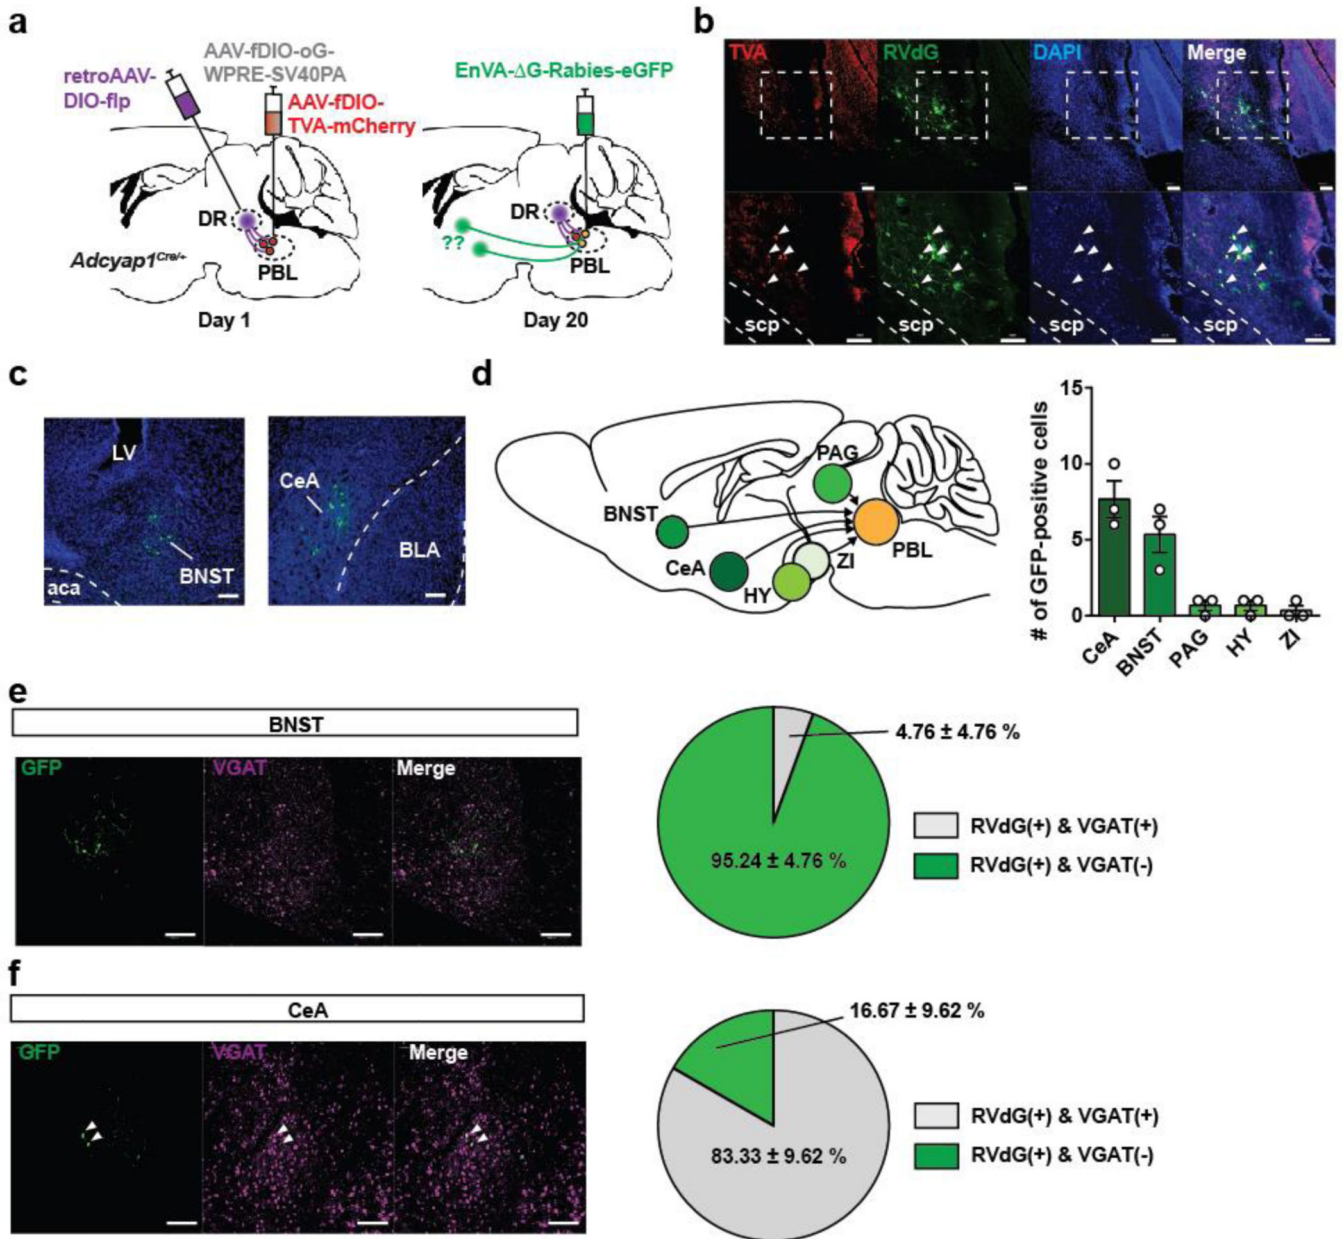 a
retroAAV-
DIO-flp
AAV-fDIO-oG-
WPRE-SV40PA
AAV-fDIO-
TVA-mCherry
DR
PBL
Adcyap1Cre/+
Day 1
EnVA-ΔG-Rabies-eGFP
DR
??
PBL
Day 20
b
TVA
RVdG
DAPI
Merge
scp
scp
scp
scp
c
LV
BNST
aca
CeA
BLA
d
PAG
BNST
PBL
CeA
ZI
HY
# of GFP-positive cells
15
10
5
0
CeA
BNST
PAG
HY
ZI
e
BNST
GFP
VGAT
Merge
4.76 ± 4.76 %
95.24 ± 4.76 %
RVdG(+) & VGAT(+)
RVdG(+) & VGAT(-)
f
CeA
GFP
VGAT
Merge
16.67 ± 9.62 %
83.33 ± 9.62 %
RVdG(+) & VGAT(+)
RVdG(+) & VGAT(-)